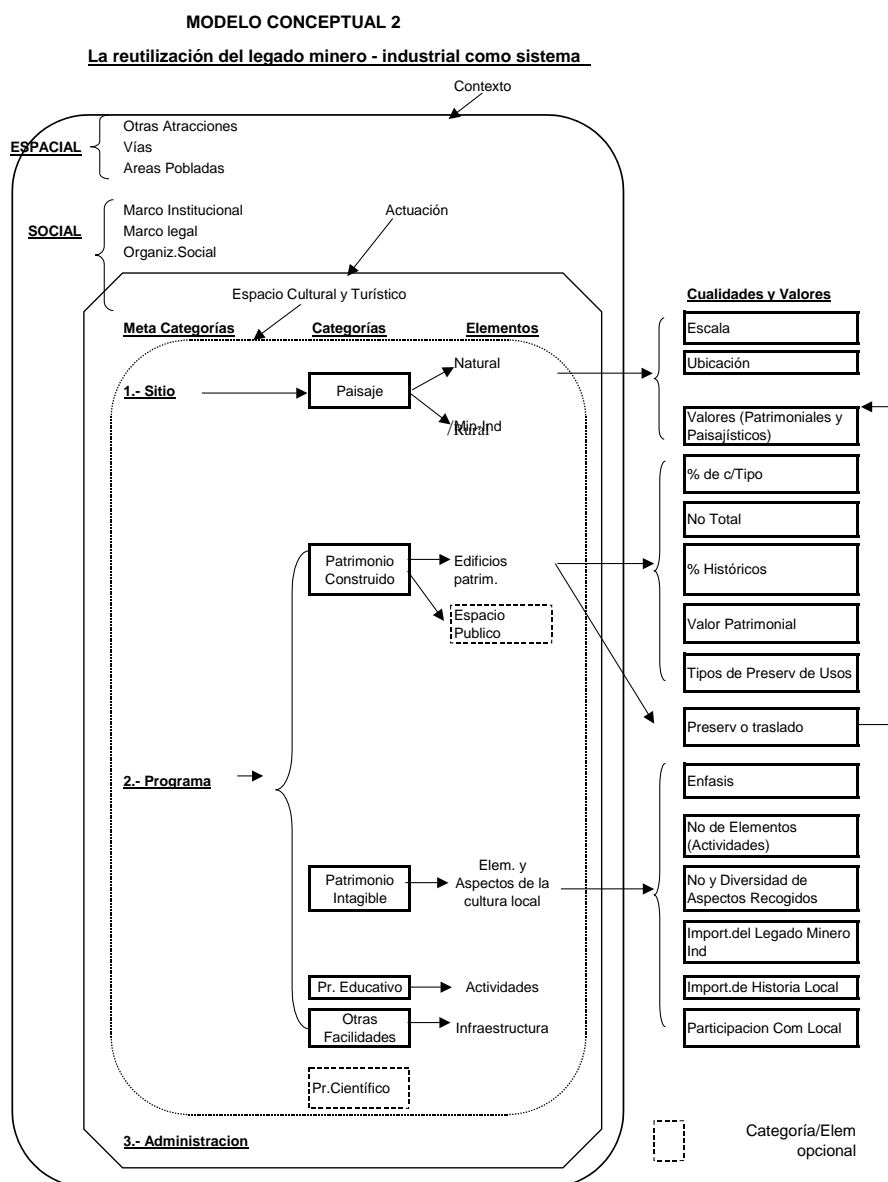 MODELO CONCEPTUAL 2
La reutilización del legado minero - industrial como sistema
Contexto
ESPACIAL
Otras Atracciones
Vías
Areas Pobladas
SOCIAL
Marco Institucional
Marco legal
Organiz.Social
Actuación
Espacio Cultural y Turístico
Meta Categorías
Categorías
Elementos
Cualidades y Valores
1.- Sitio
Paisaje
Natural
Min-Ind
/Rural
Escala
Ubicación
Valores (Patrimoniales y
Paisajísticos)
2.- Programa
Patrimonio
Construido
Edificios
patrim.
Espacio
Publico
% de c/Tipo
No Total
% Históricos
Valor Patrimonial
Tipos de Preserv de Usos
Preserv o traslado
Patrimonio
Intagible
Elem. y
Aspectos de la
cultura local
Enfasis
No de Elementos
(Actividades)
No y Diversidad de
Aspectos Recogidos
Import.del Legado Minero
Ind
Import.de Historia Local
Participacion Com Local
Pr. Educativo
Actividades
Otras
Facilidades
Infraestructura
Pr.Científico
3.- Administracion
Categoría/Elem
opcional